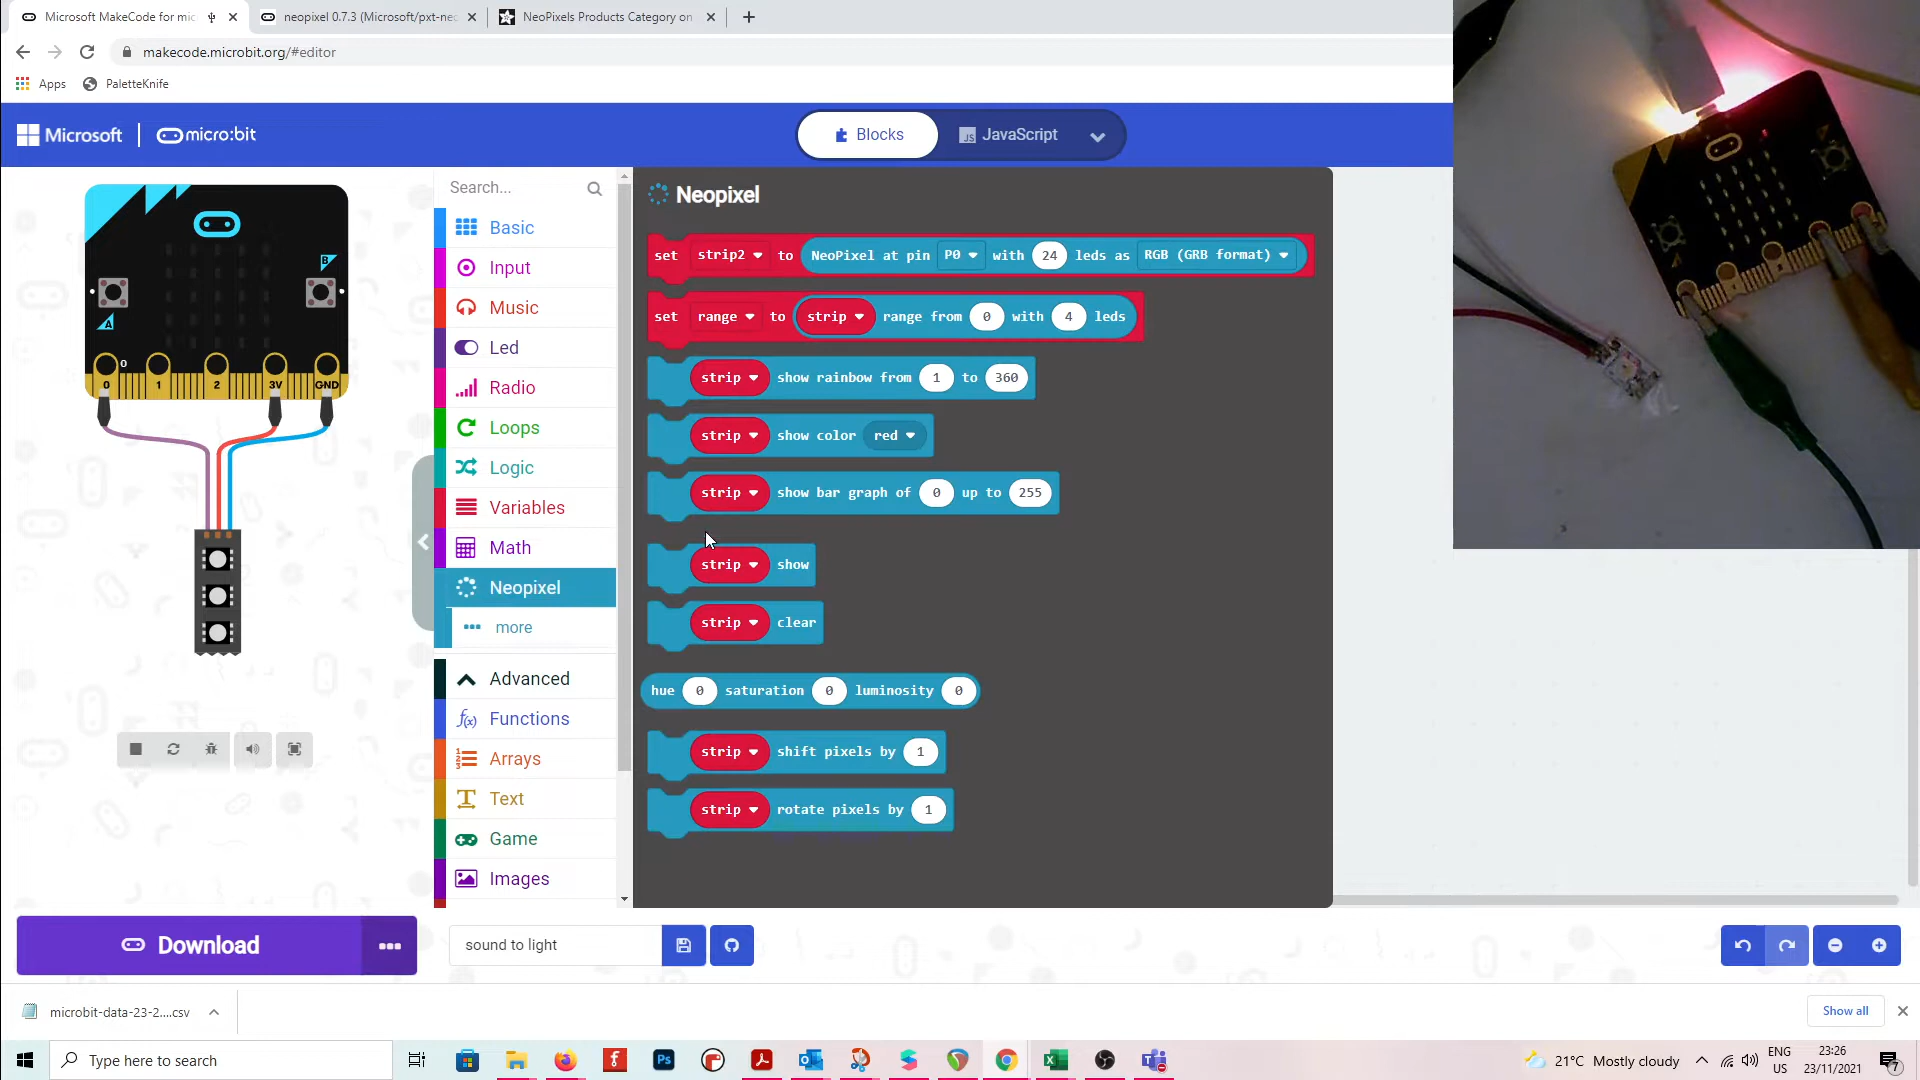 Microsoft MakeCode for mic
neopixel 0.7.3 (Microsoft/pxt-neo
NeoPixels Products Category on
makecode.microbit.org/#editor
Apps
PaletteKnife
Microsoft
micro:bit
Blocks
JavaScript
Search...
Basic
Input
Music
Led
Radio
Loops
Logic
Variables
Math
Neopixel
more
Advanced
Functions
Arrays
Text
Game
Images
A
B
0
0 1 2 3V GND
Neopixel
set strip2 to NeoPixel at pin P0 with 24 leds as RGB (GRB format)
set range to strip range from 0 with 4 leds
strip show rainbow from 1 to 360
strip show color red
strip show bar graph of 0 up to 255
strip show
strip clear
hue 0 saturation 0 luminosity 0
strip shift pixels by 1
strip rotate pixels by 1
Download
sound to light
microbit-data-23-2....csv
Show all
Type here to search
21°C Mostly cloudy
ENG
US
23:26
23/11/2021
7